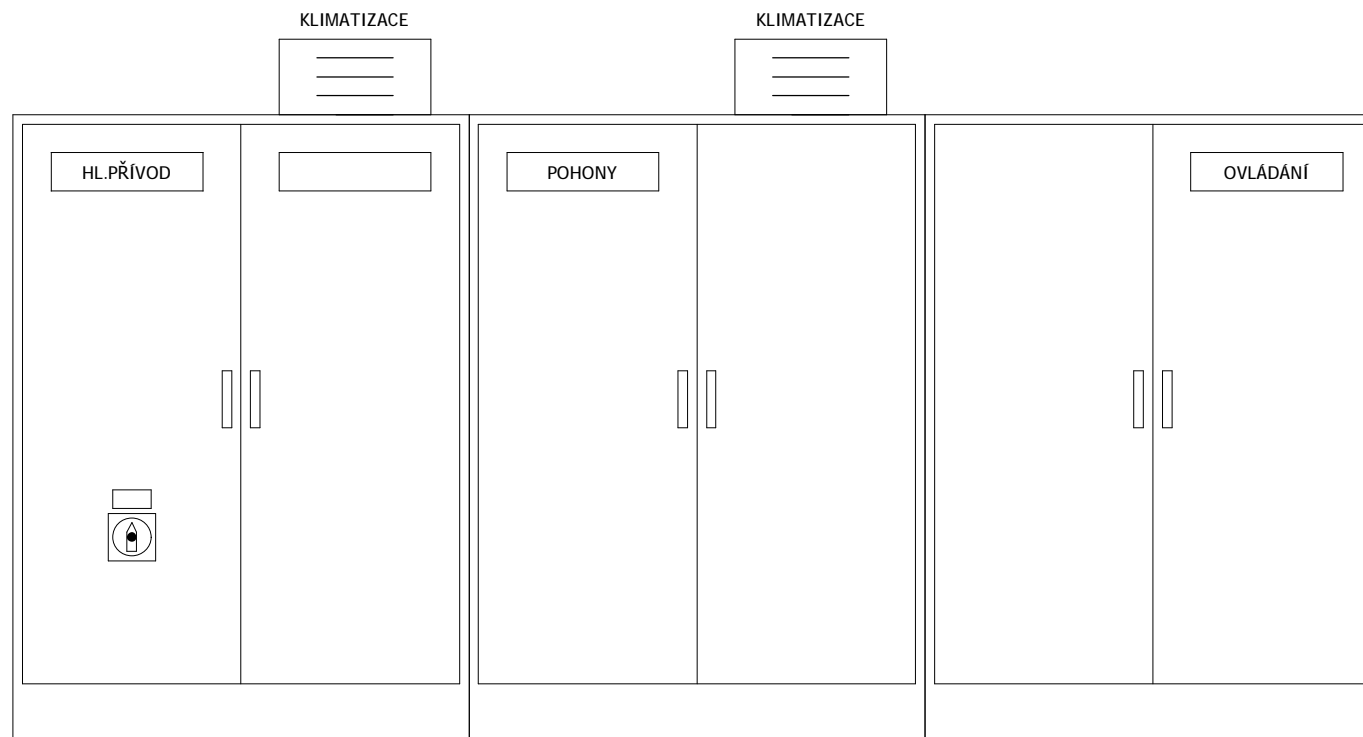 KLIMATIZACE
KLIMATIZACE
HL.PŘÍVOD
POHONY
OVLÁDÁNÍ